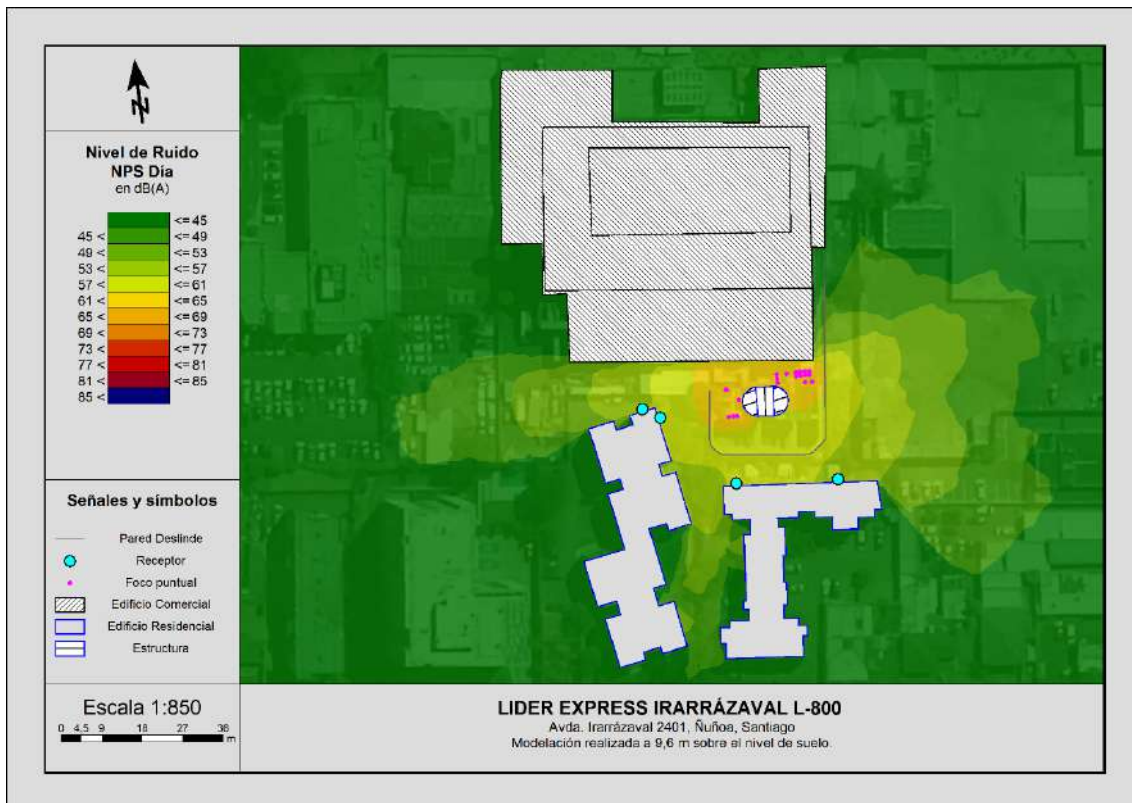 N
Nivel de Ruido
NPS Día
en dB(A)
<= 45
45 < <= 49
49 < <= 53
53 < <= 57
57 < <= 61
61 < <= 65
65 < <= 69
69 < <= 73
73 < <= 77
77 < <= 81
81 < <= 85
85 <
Señales y símbolos
Pared Deslinde
Receptor
Foco puntual
Edificio Comercial
Edificio Residencial
Estructura
Escala 1:850
0 4,5 9 18 27 36
m
LIDER EXPRESS IRARRÁZAVAL L-800
Avda. Irarrázaval 2401, Ñuñoa, Santiago
Modelación realizada a 9,6 m sobre el nivel de suelo.